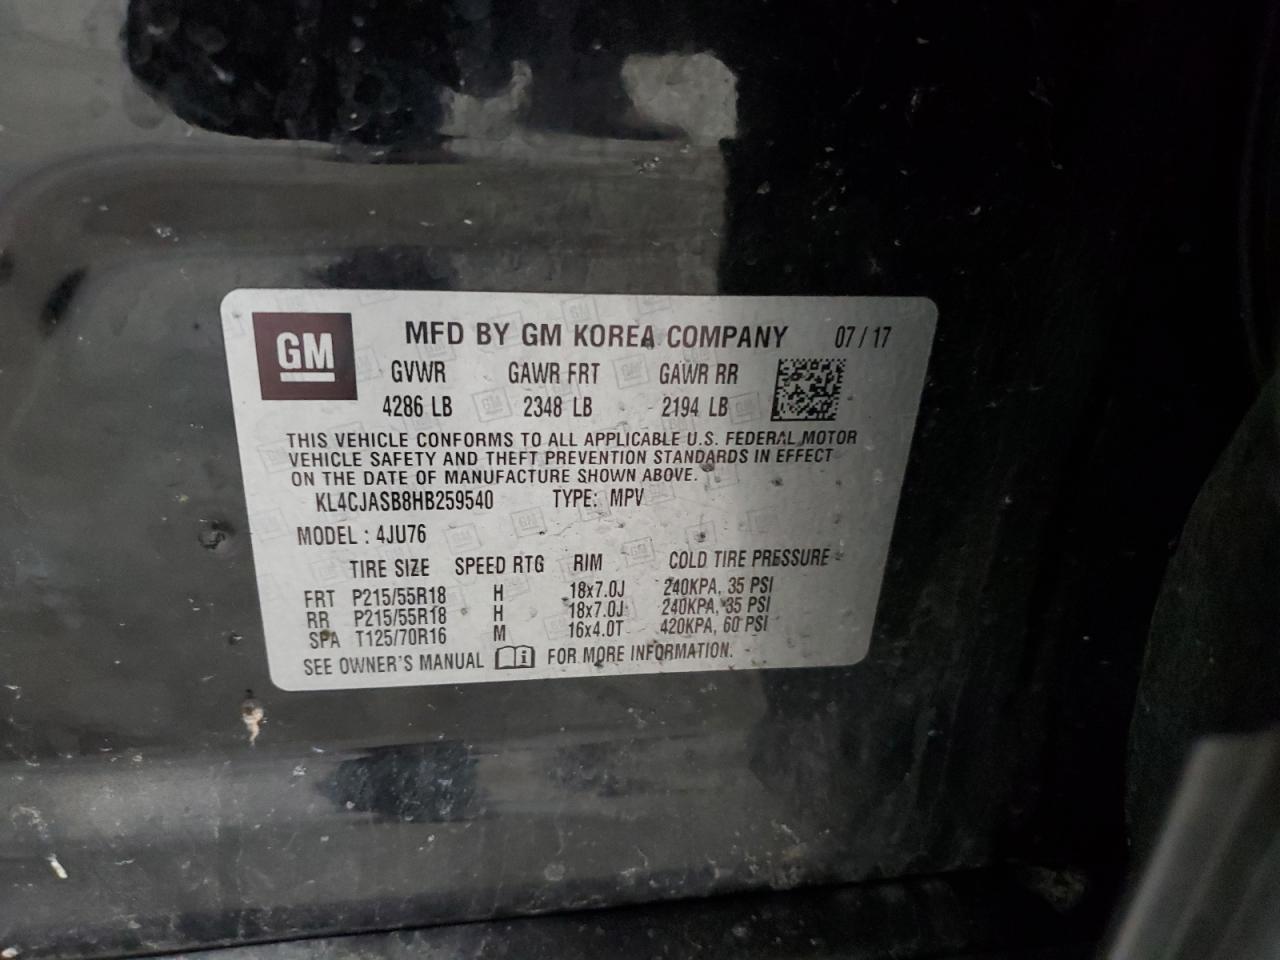 GM MFD BY GM KOREA COMPANY 07/17
GVWR GAWR FRT GAWR RR
4286 LB 2348 LB 2194 LB
THIS VEHICLE CONFORMS TO ALL APPLICABLE U.S. FEDERAL MOTOR
VEHICLE SAFETY AND THEFT PREVENTION STANDARDS IN EFFECT
ON THE DATE OF MANUFACTURE SHOWN ABOVE.
KL4CJASB8HB259540 TYPE: MPV
MODEL : 4JU76
TIRE SIZE SPEED RTG RIM COLD TIRE PRESSURE
FRT P215/55R18 H 18x7.0J 240KPA, 35 PSI
RR P215/55R18 H 18x7.0J 240KPA, 35 PSI
SPA T125/70R16 M 16x4.0T 420KPA, 60 PSI
SEE OWNER'S MANUAL i FOR MORE INFORMATION.